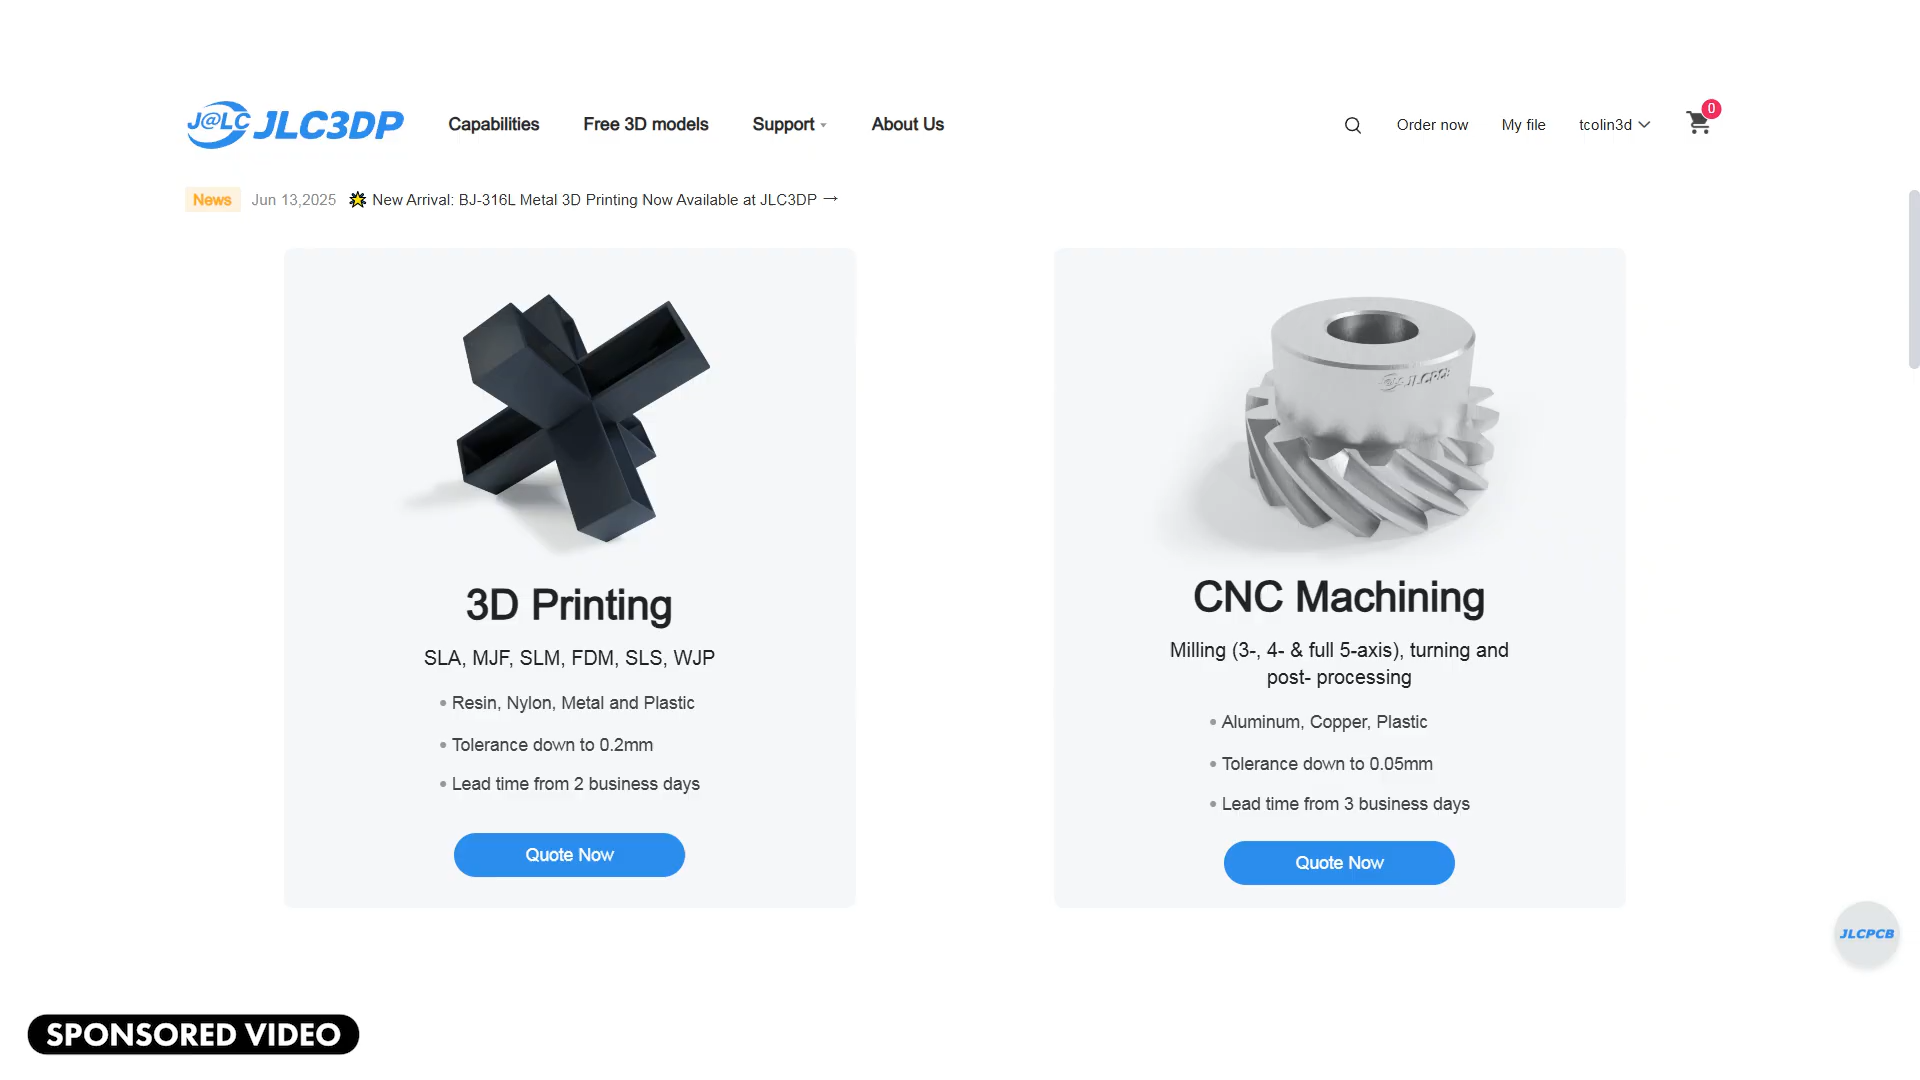 J@LC JLC3DP
Capabilities
Free 3D models
Support
About Us
Order now
My file
tcolin3d
0
News
Jun 13,2025
New Arrival: BJ-316L Metal 3D Printing Now Available at JLC3DP →
JLCPCB
3D Printing
SLA, MJF, SLM, FDM, SLS, WJP
• Resin, Nylon, Metal and Plastic
• Tolerance down to 0.2mm
• Lead time from 2 business days
Quote Now
CNC Machining
Milling (3-, 4- & full 5-axis), turning and
post- processing
• Aluminum, Copper, Plastic
• Tolerance down to 0.05mm
• Lead time from 3 business days
Quote Now
JLCPCB
SPONSORED VIDEO